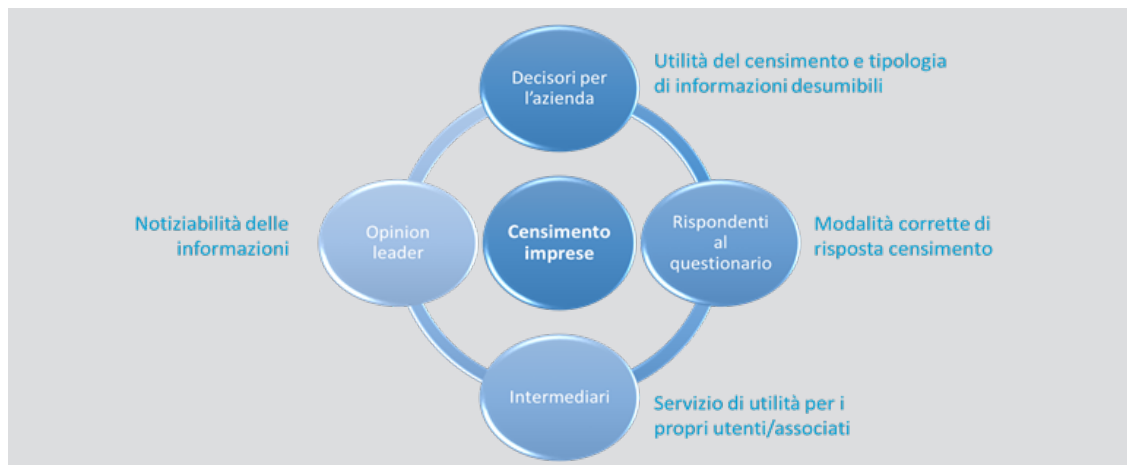 Decisori per
l'azienda
Utilità del censimento e tipologia
di informazioni desumibili
Notiziabilità delle
informazioni
Opinion
leader
Censimento
imprese
Rispondenti
al
questionario
Modalità corrette di
risposta censimento
Intermediari
Servizio di utilità per i
propri utenti/associati